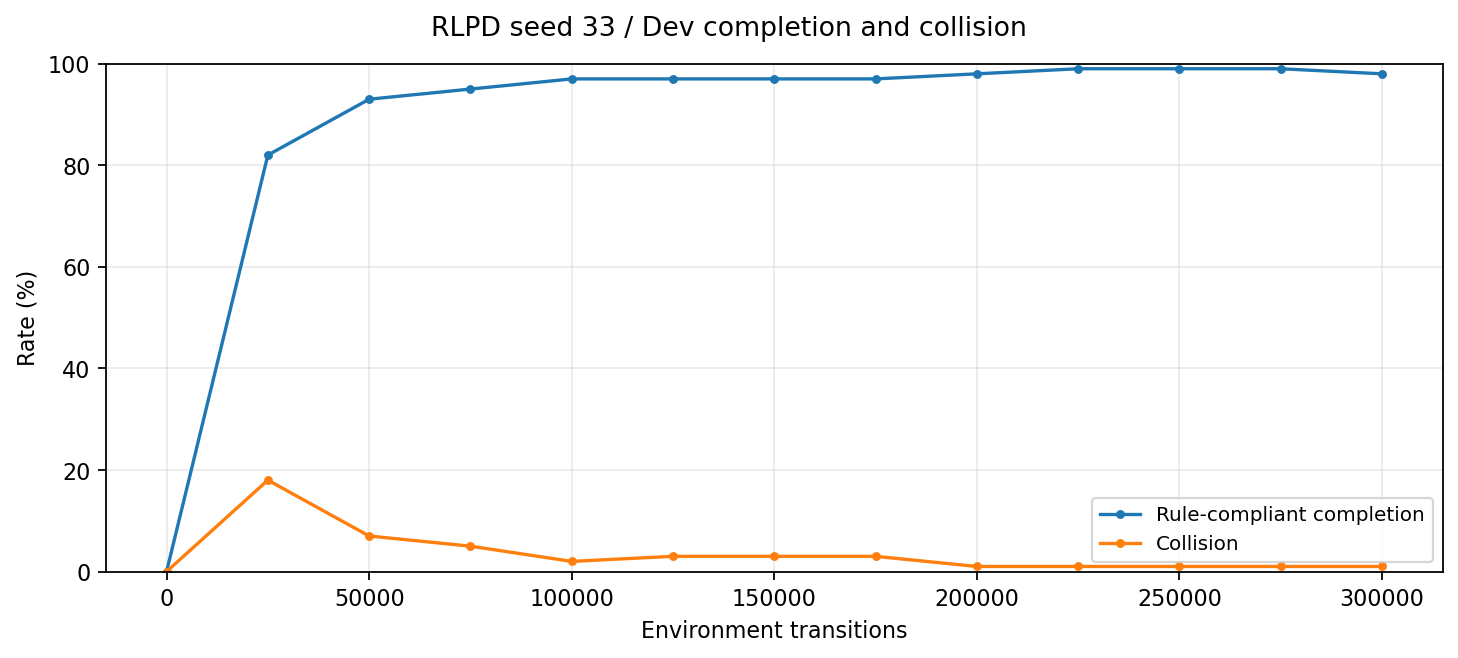 RLPD seed 33 / Dev completion and collision
100
80
60
40
20
0
Rate (%)
Rule-compliant completion
Collision
0 50000 100000 150000 200000 250000 300000
Environment transitions